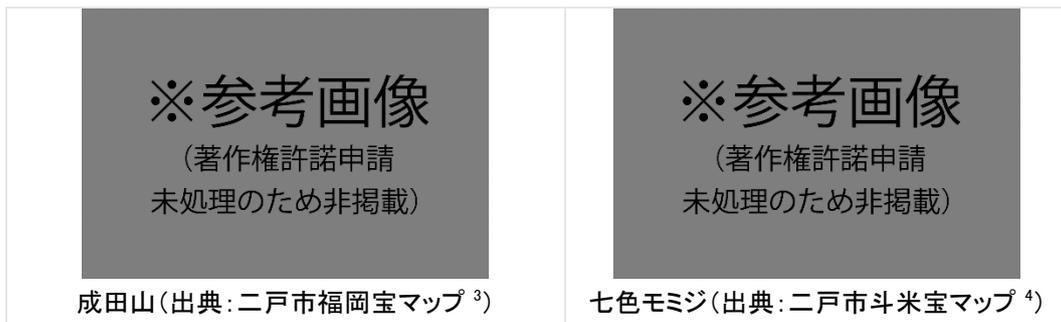 ※参考画像
（著作権許諾申請
未処理のため非掲載）
成田山（出典：二戸市福岡宝マップ 3）
※参考画像
（著作権許諾申請
未処理のため非掲載）
七色モミジ（出典：二戸市斗米宝マップ 4）